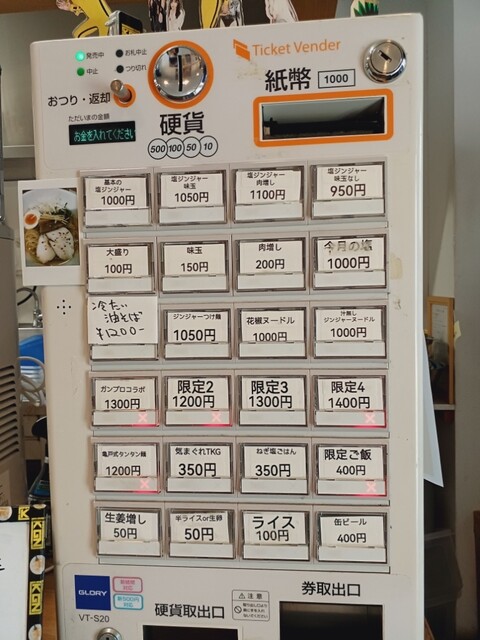 発売中
お札中止
中止
つり切れ
Ticket Vender
おつり・返却
紙幣 1000
ただいまの金額
お金を入れてください
硬貨
500 100 50 10
基本の
塩ジンジャー
1000円
塩ジンジャー
味玉
1050円
塩ジンジャー
肉増し
1100円
塩ジンジャー
味玉なし
950円
大盛り
100円
味玉
150円
肉増し
200円
今月の塩
1000円
冷たい
油そば
¥1200-
ジンジャーつけ麺
1050円
花椒ヌードル
1000円
汁無し
ジンジャーヌードル
1000円
ガンプロコラボ
1300円
限定2
1200円
限定3
1300円
限定4
1400円
亀戸式タンタン麺
1200円
気まぐれTKG
350円
ねぎ塩ごはん
350円
限定ご飯
400円
生姜増し
50円
半ライスor生卵
50円
ライス
100円
缶ビール
400円
GLORY
新500円
対応
VT-S20
硬貨取出口
注意
券取出口
KGN